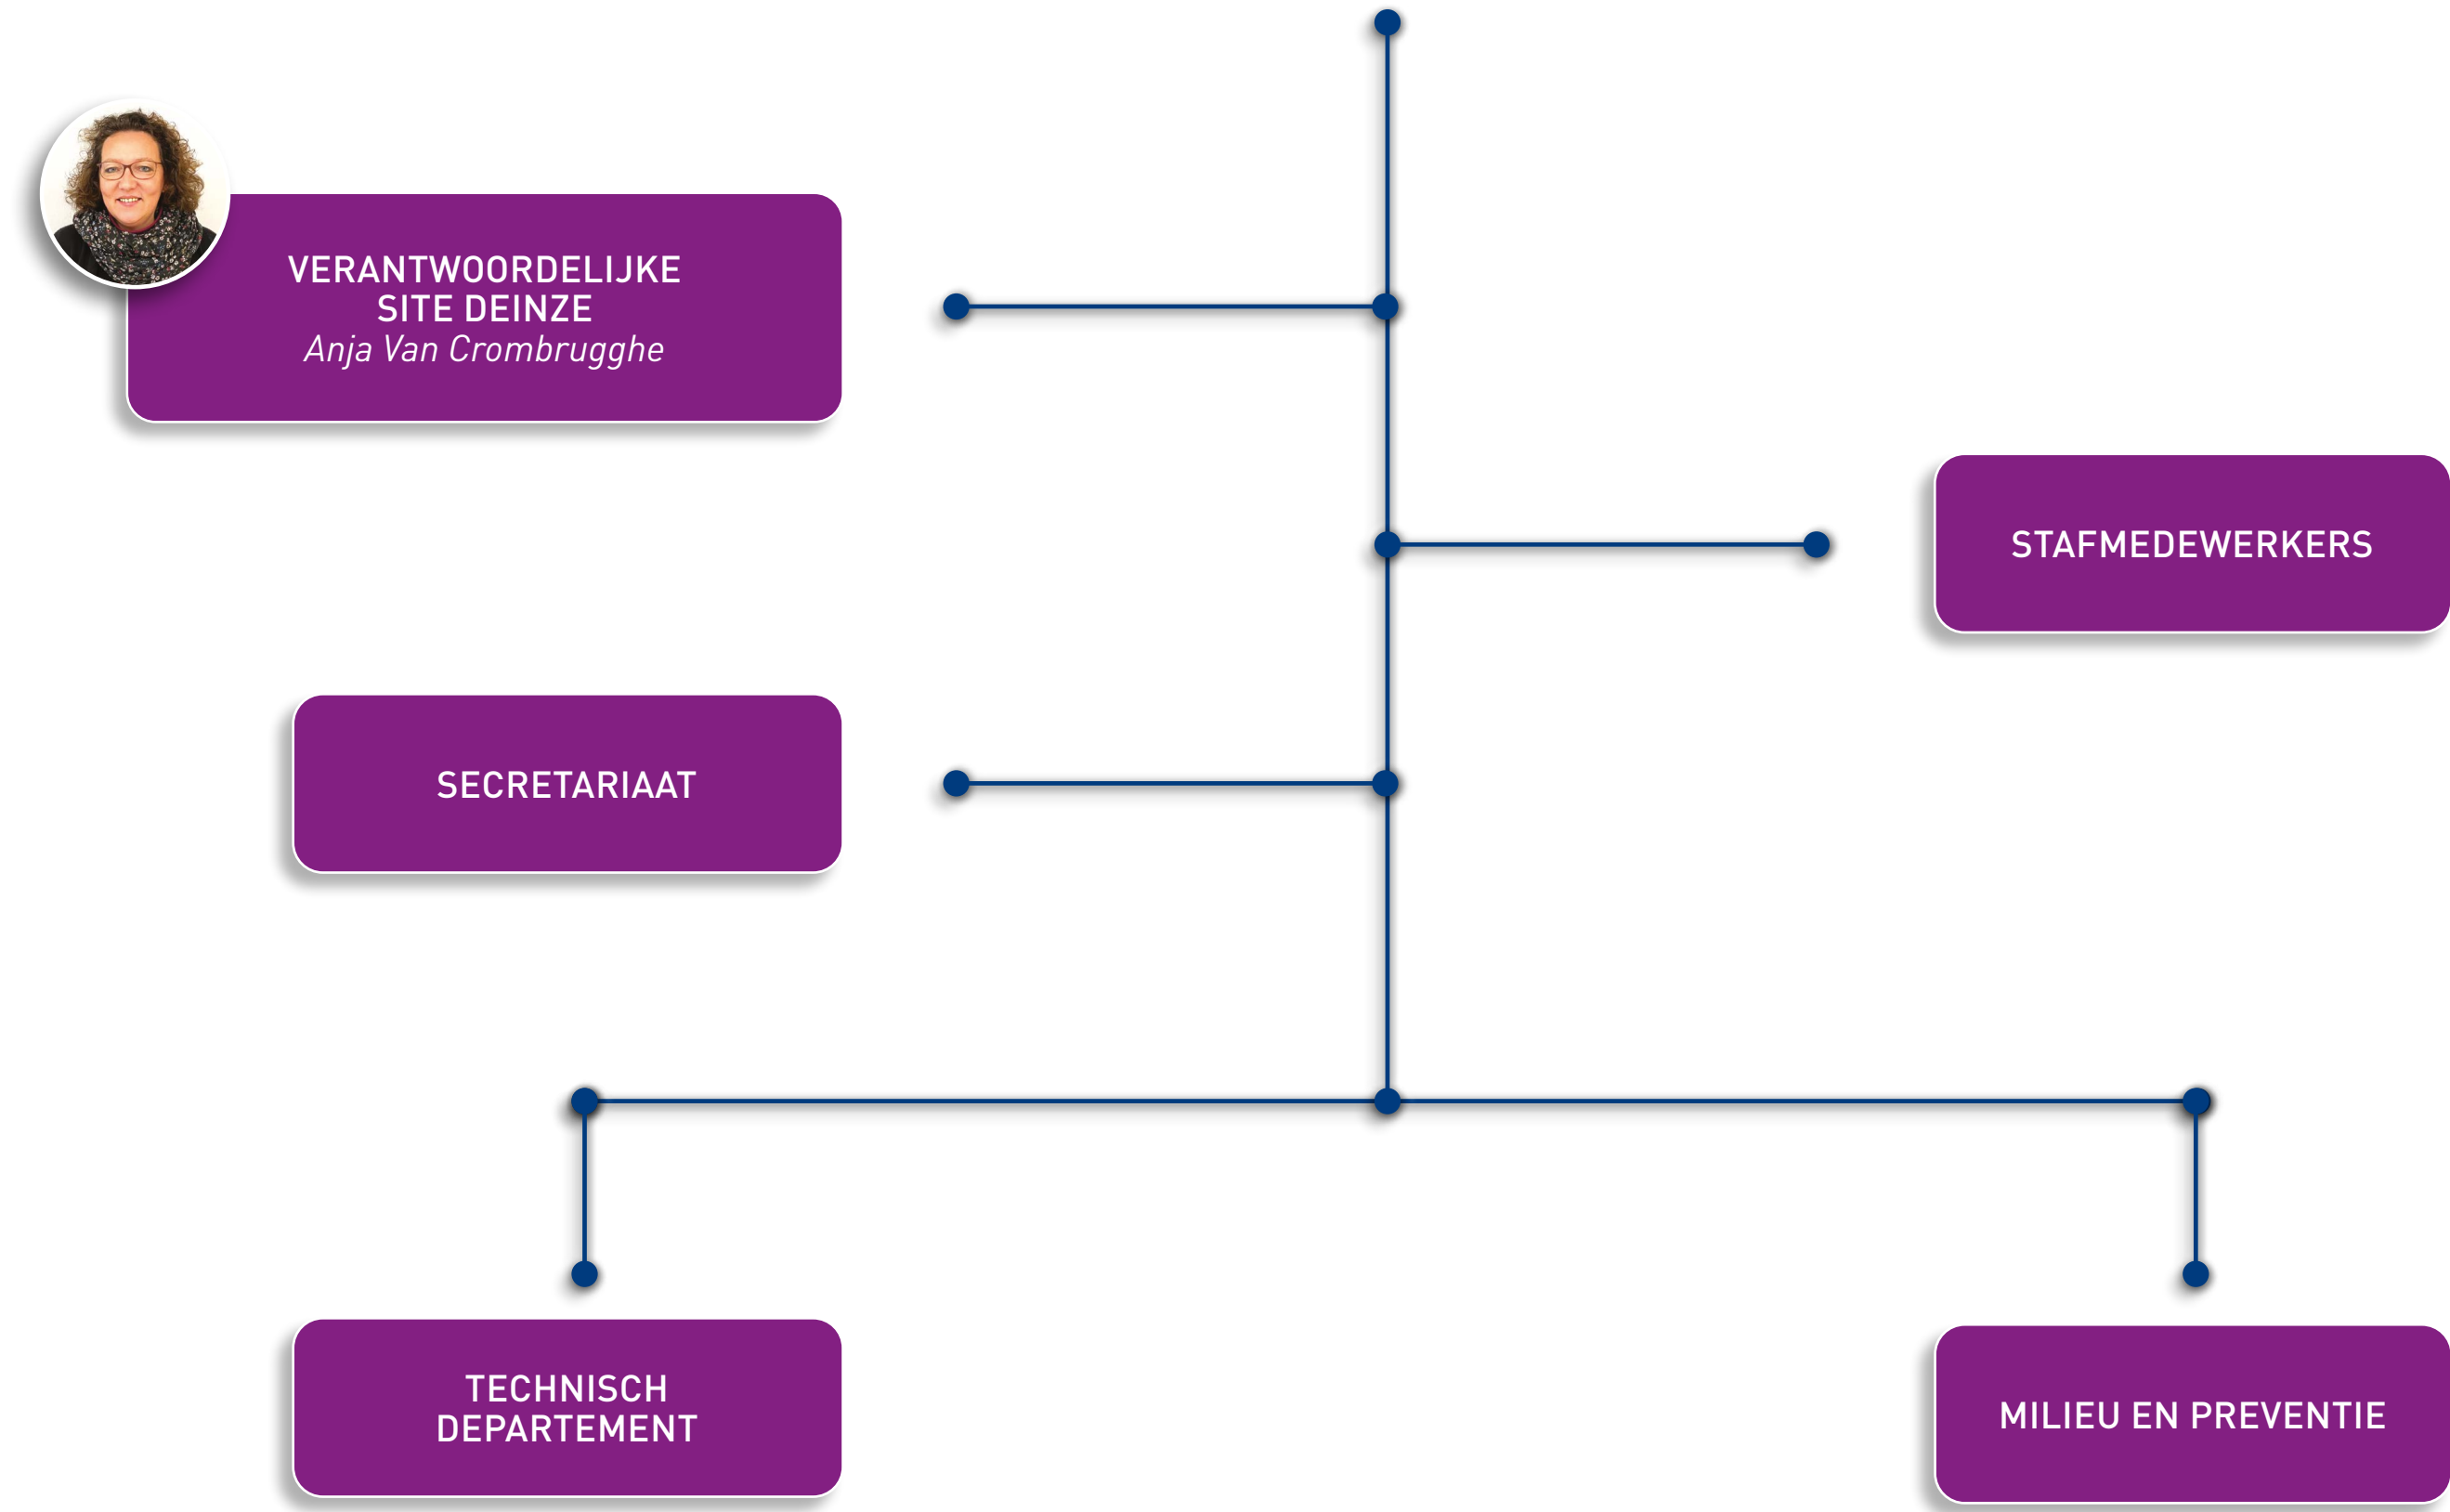 VERANTWOORDELIJKE
SITE DEINZE
Anja Van Crombrugghe
STAFMEDEWERKERS
SECRETARIAAT
TECHNISCH
DEPARTEMENT
MILIEU EN PREVENTIE